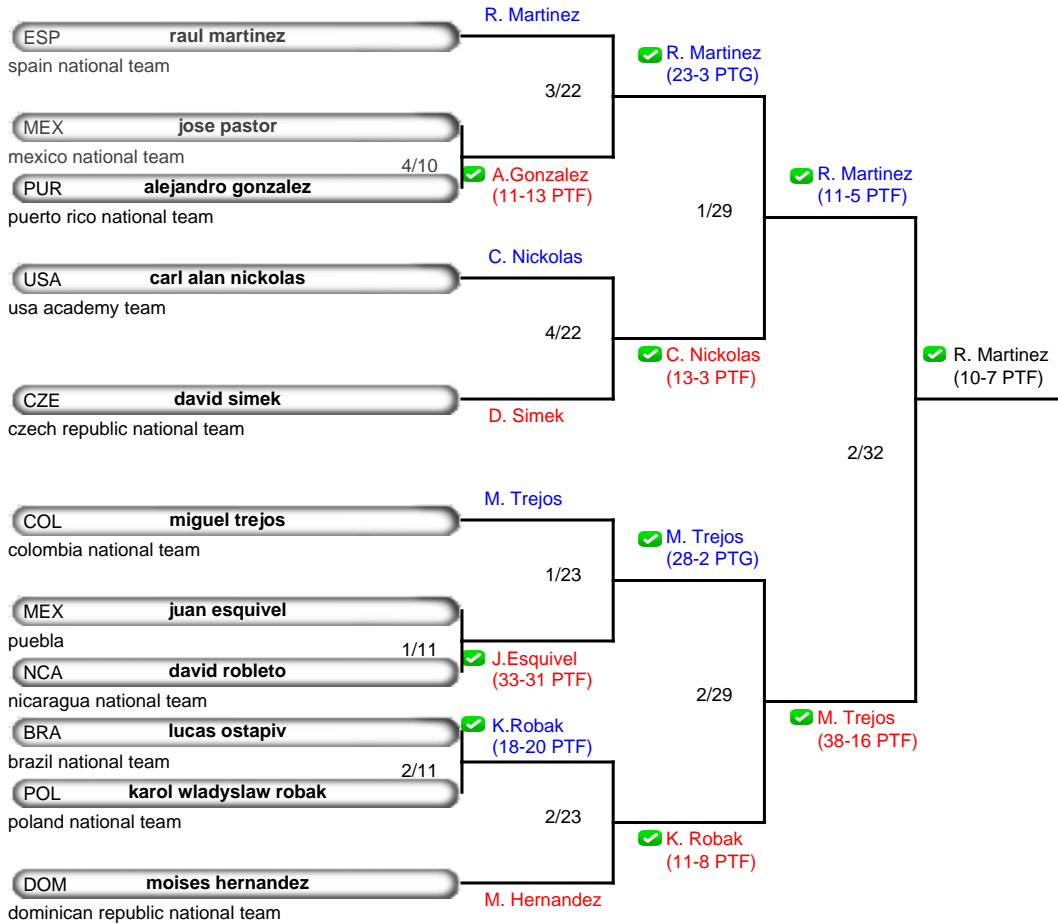 R. Martinez
ESP raul martinez
spain national team
R. Martinez
(23-3 PTG)
3/22
MEX jose pastor
mexico national team
4/10
A.Gonzalez
(11-13 PTF)
PUR alejandro gonzalez
puerto rico national team
R. Martinez
(11-5 PTF)
1/29
C. Nickolas
USA carl alan nickolas
usa academy team
4/22
C. Nickolas
(13-3 PTF)
CZE david simek
D. Simek
czech republic national team
R. Martinez
(10-7 PTF)
2/32
M. Trejos
COL miguel trejos
colombia national team
M. Trejos
(28-2 PTG)
1/23
MEX juan esquivel
puebla
1/11
J.Esquivel
(33-31 PTF)
NCA david robleto
nicaragua national team
2/29
M. Trejos
(38-16 PTF)
BRA lucas ostapiv
K.Robak
(18-20 PTF)
brazil national team
2/11
POL karol wladyslaw robak
poland national team
2/23
K. Robak
(11-8 PTF)
DOM moises hernandez
M. Hernandez
dominican republic national team